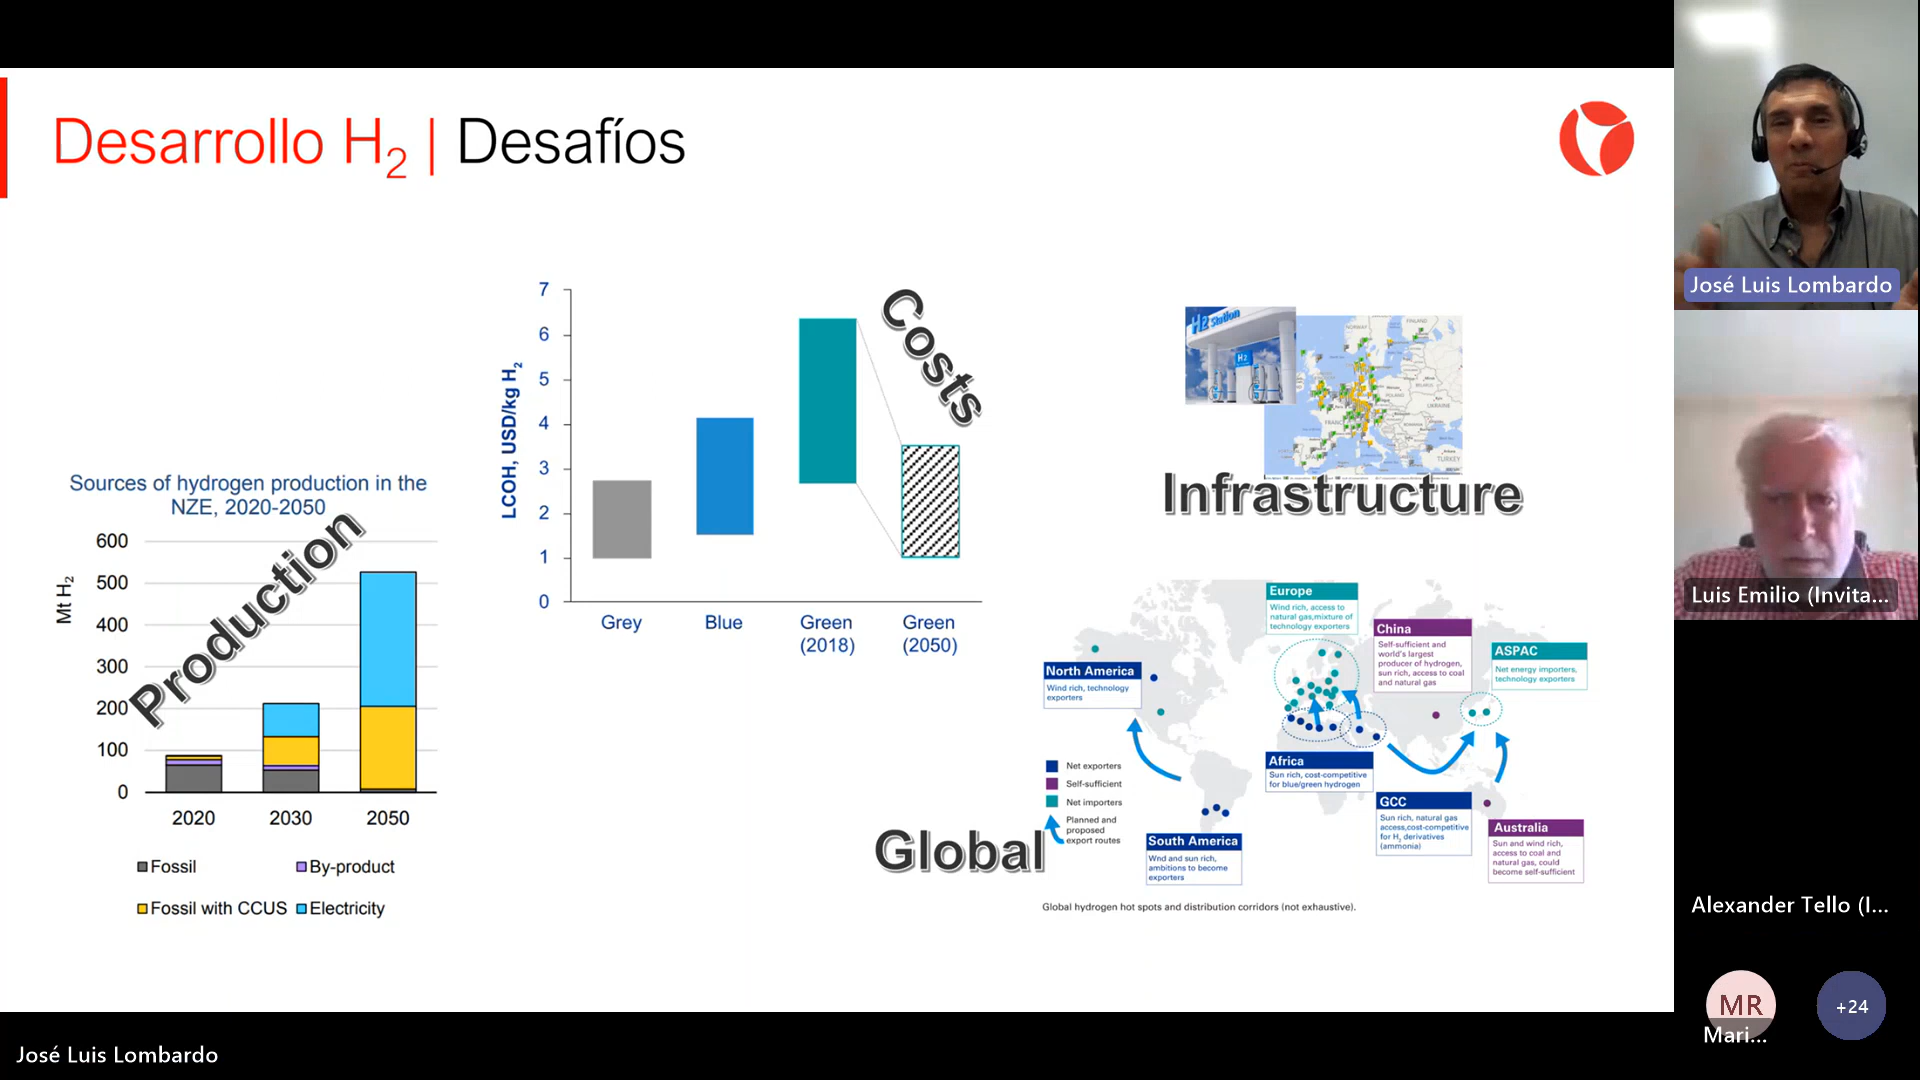 Desarrollo H2 | Desafíos
Sources of hydrogen production in the
NZE, 2020-2050
Production
Mt H2
600
500
400
300
200
100
0
2020
2030
2050
Fossil
By-product
Fossil with CCUS
Electricity
Costs
LCOH, USD/kg H2
7
6
5
4
3
2
1
0
Grey
Blue
Green
(2018)
Green
(2050)
H2 Station
H2
NORWAY
FINLAND
POLAND
UKRAINE
TURKEY
Infrastructure
Europe
Wind rich, access to
natural gas,mixture of
technology exporters
China
Self-sufficient and
world's largest
producer of hydrogen,
sun rich, access to coal
and natural gas
ASPAC
Net energy importers,
technology exporters
North America
Wind rich, technology
exporters
Africa
Sun rich, cost-competitive
for blue/green hydrogen
GCC
Sun rich, natural gas
access,cost-competitive
for H2 derivatives
(ammonia)
Australia
Sun and wind rich,
access to coal and
natural gas, could
become self-sufficient
South America
Wnd and sun rich,
ambitions to become
exporters
Net exporters
Self-sufficient
Net importers
Planned and
proposed
export routes
Global
Global hydrogen hot spots and distribution corridors (not exhaustive).
José Luis Lombardo
Luis Emilio (Invita...
Alexander Tello (I...
MR
Mari...
+24
José Luis Lombardo